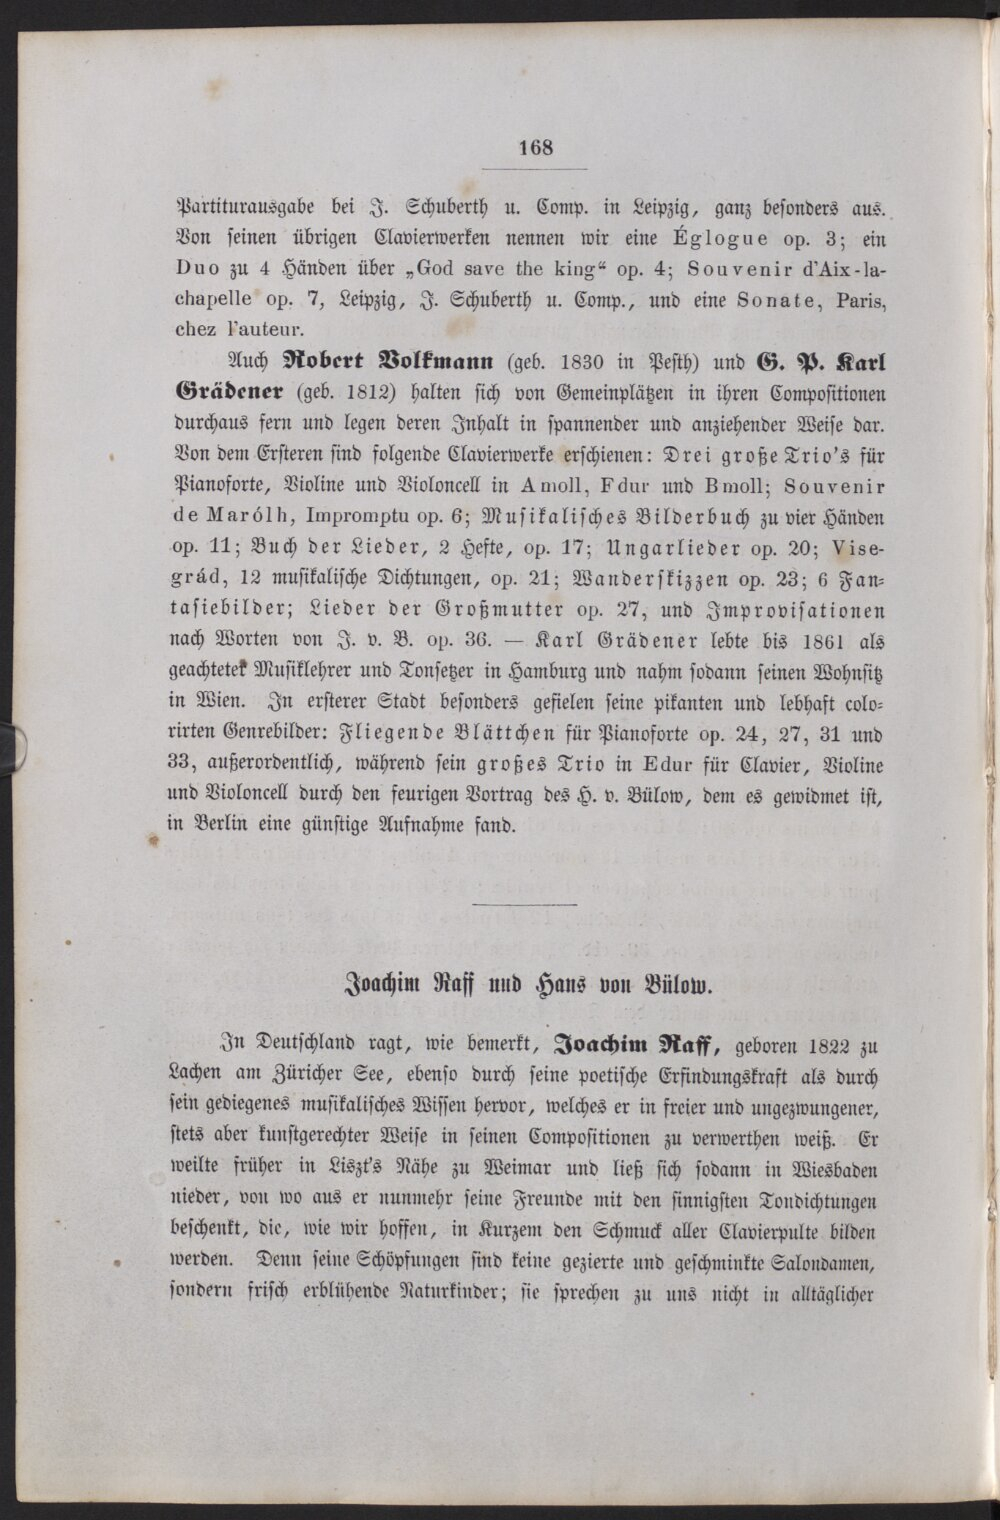 168
Partiturausgabe bei J. Schuberth u. Comp. in Leipzig, ganz besonders aus.
Von seinen übrigen Clavierwerken nennen wir eine Églogue op. 3; ein
Duo zu 4 Händen über „God save the king“ op. 4; Souvenir d'Aix-la-
chapelle op. 7, Leipzig, J. Schuberth u. Comp., und eine Sonate, Paris,
chez l'auteur.
Auch Robert Volkmann (geb. 1830 in Pesth) und G. P. Karl
Grädener (geb. 1812) halten sich von Gemeinplätzen in ihren Compositionen
durchaus fern und legen deren Inhalt in spannender und anziehender Weise dar.
Von dem Ersteren sind folgende Clavierwerke erschienen: Drei große Trio's für
Pianoforte, Violine und Violoncell in A moll, F dur und B moll; Souvenir
de Marólh, Impromptu op. 6; Musikalisches Bilderbuch zu vier Händen
op. 11; Buch der Lieder, 2 Hefte, op. 17; Ungarlieder op. 20; Vise-
grád, 12 musikalische Dichtungen, op. 21; Wanderskizzen op. 23; 6 Fan-
tasiebilder; Lieder der Großmutter op. 27, und Improvisationen
nach Worten von J. v. B. op. 36. — Karl Grädener lebte bis 1861 als
geachteter Musiklehrer und Tonsetzer in Hamburg und nahm sodann seinen Wohnsitz
in Wien. In ersterer Stadt besonders gefielen seine pikanten und lebhaft colo-
rirten Genrebilder: Fliegende Blättchen für Pianoforte op. 24, 27, 31 und
33, außerordentlich, während sein großes Trio in E dur für Clavier, Violine
und Violoncell durch den feurigen Vortrag des H. v. Bülow, dem es gewidmet ist,
in Berlin eine günstige Aufnahme fand.
Joachim Raff und Hans von Bülow.
In Deutschland ragt, wie bemerkt, Joachim Raff, geboren 1822 zu
Lachen am Züricher See, ebenso durch seine poetische Erfindungskraft als durch
sein gediegenes musikalisches Wissen hervor, welches er in freier und ungezwungener,
stets aber kunstgerechter Weise in seinen Compositionen zu verwerthen weiß. Er
weilte früher in Liszt's Nähe zu Weimar und ließ sich sodann in Wiesbaden
nieder, von wo aus er nunmehr seine Freunde mit den sinnigsten Tondichtungen
beschenkt, die, wie wir hoffen, in Kurzem den Schmuck aller Clavierpulte bilden
werden. Denn seine Schöpfungen sind keine gezierte und geschminkte Salondamen,
sondern frisch erblühende Naturkinder; sie sprechen zu uns nicht in alltäglicher